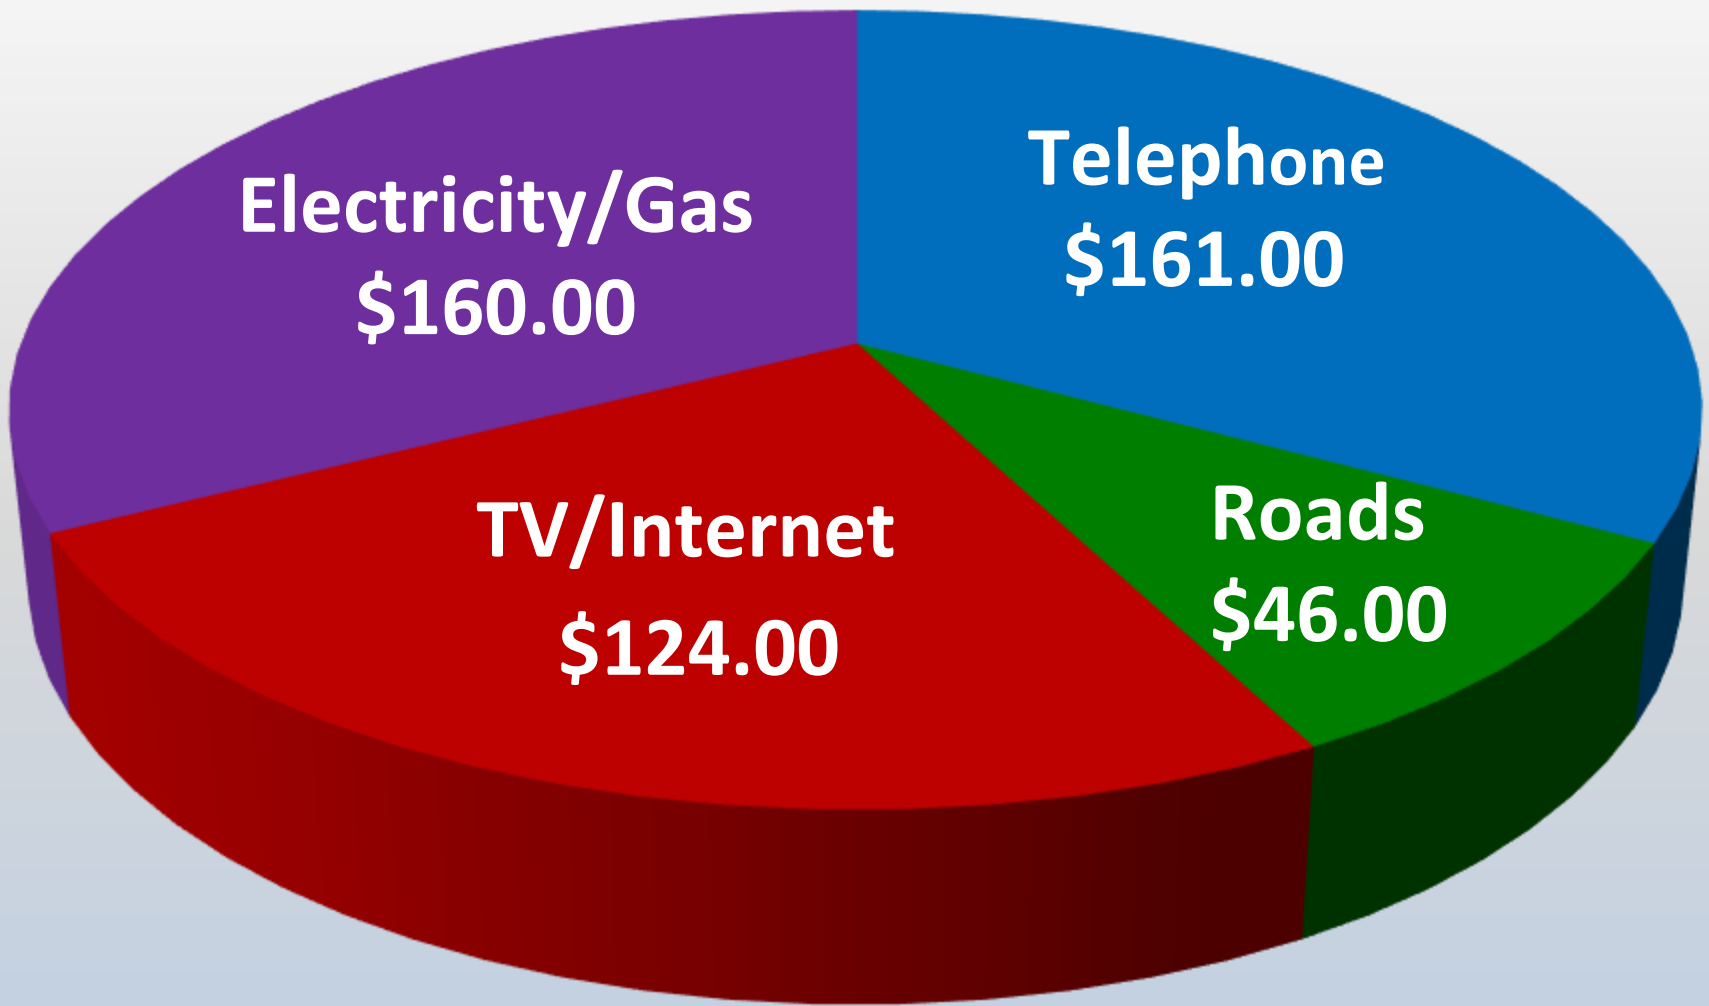 Electricity/Gas
$160.00
Telephone
$161.00
TV/Internet
$124.00
Roads
$46.00